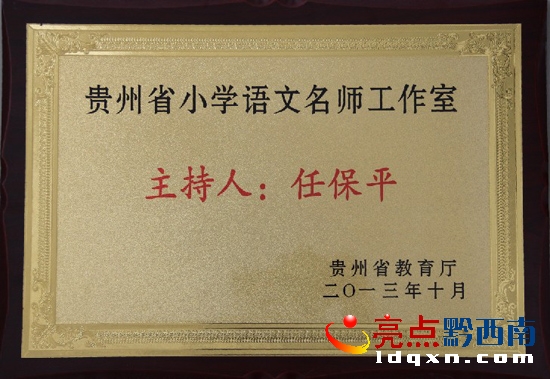 贵州省小学语文名师工作室
主持人：任保平
贵州省教育厅
二〇一三年十月
亮点黔西南
ldqxn.com